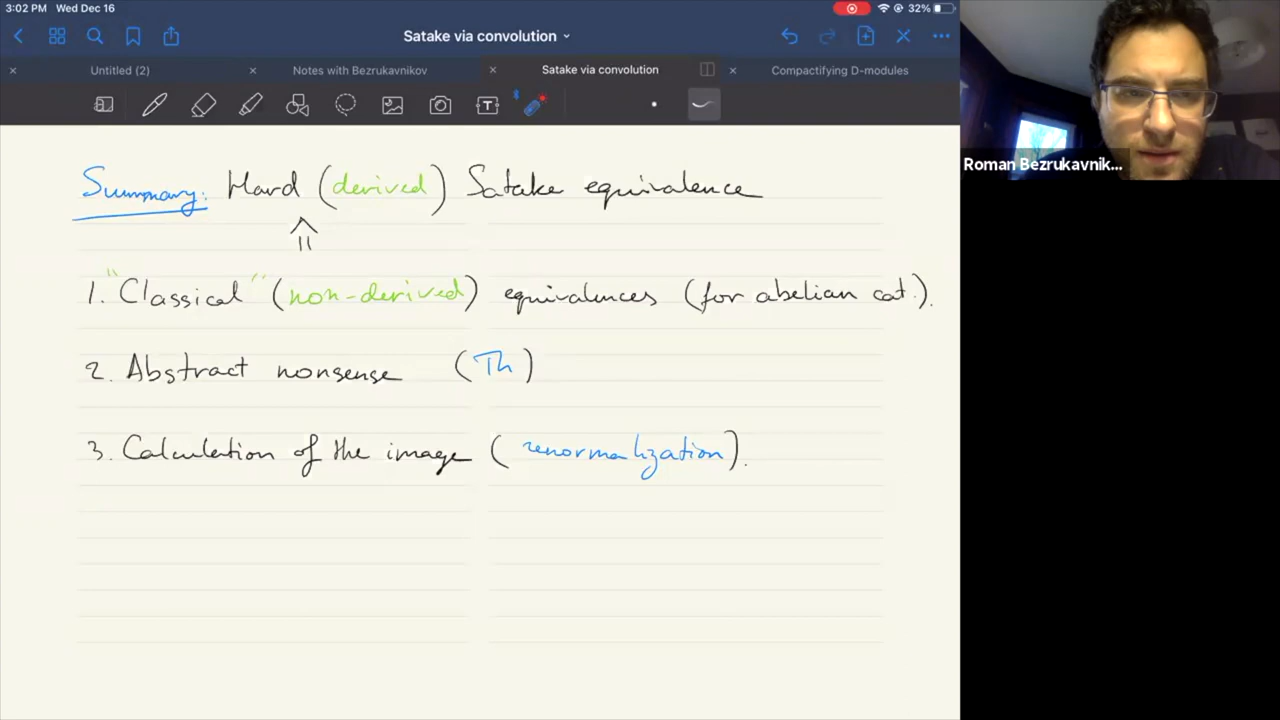 3:02 PM Wed Dec 16
32%
Satake via convolution
Untitled (2)
Notes with Bezrukavnikov
Satake via convolution
Compactifying D-modules
T
Roman Bezrukavnik...
Summary: Hard (derived) Satake equivalence
⇑
1. "Classical" (non-derived) equivalences (for abelian cat.).
2. Abstract nonsense (Th)
3. Calculation of the image (renormalization).